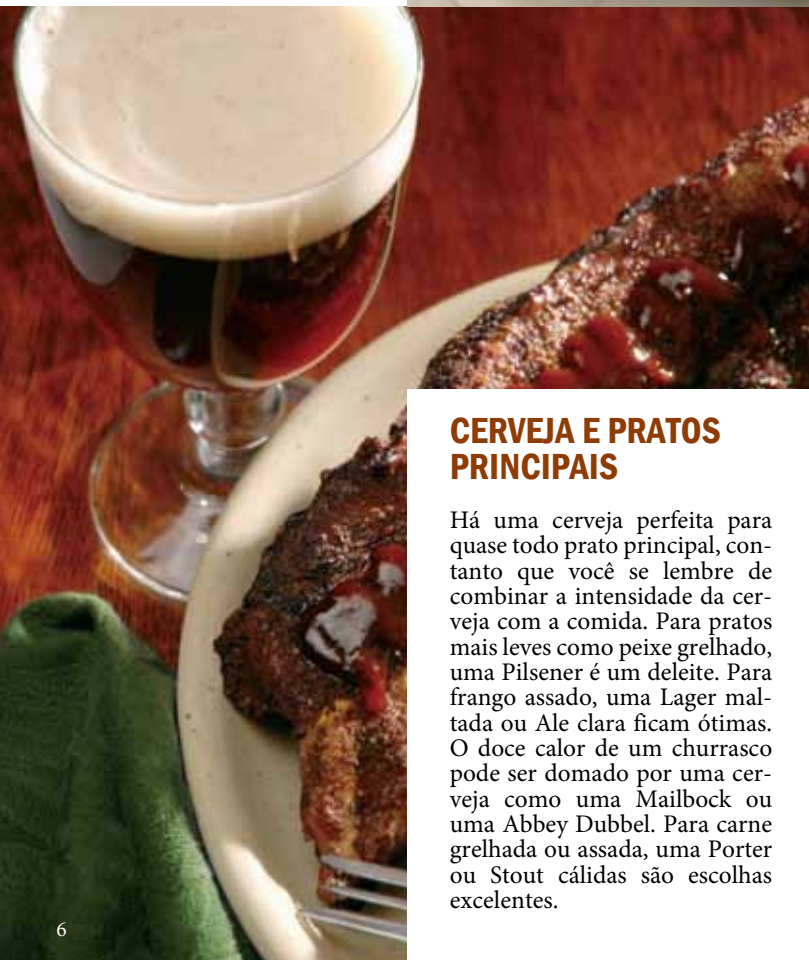 CERVEJA E PRATOS
PRINCIPAIS
Há uma cerveja perfeita para
quase todo prato principal, con-
tanto que você se lembre de
combinar a intensidade da cer-
veja com a comida. Para pratos
mais leves como peixe grelhado,
uma Pilsener é um deleite. Para
frango assado, uma Lager mal-
tada ou Ale clara ficam ótimas.
O doce calor de um churrasco
pode ser domado por uma cer-
veja como uma Mailbock ou
uma Abbey Dubbel. Para carne
grelhada ou assada, uma Porter
ou Stout cálidas são escolhas
excelentes.
6